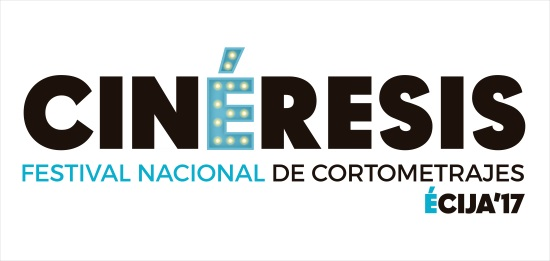 CINÉRESIS
FESTIVAL NACIONAL DE CORTOMETRAJES
ÉCIJA'17